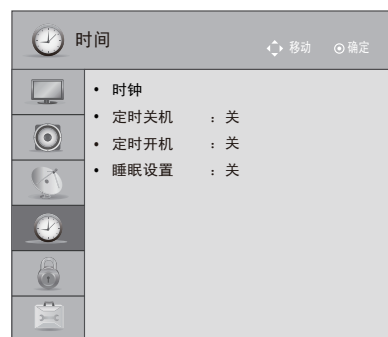 时间
移动 确定
• 时钟
• 定时关机 ：关
• 定时开机 ：关
• 睡眠设置 ：关